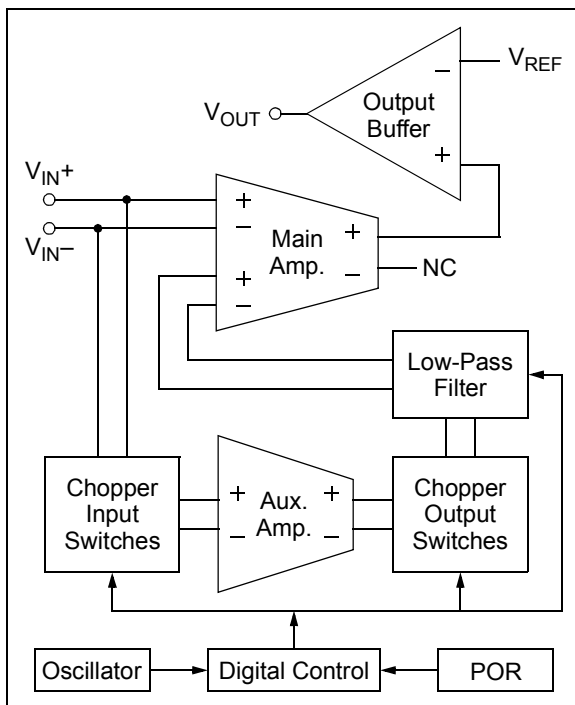 V_REF
−
Output
Buffer
V_OUT
+
V_IN+
V_IN−
+
−
Main
Amp.
+
−
+
−
NC
Low-Pass
Filter
Chopper
Input
Switches
+
−
Aux.
Amp.
+
−
Chopper
Output
Switches
Oscillator
Digital Control
POR